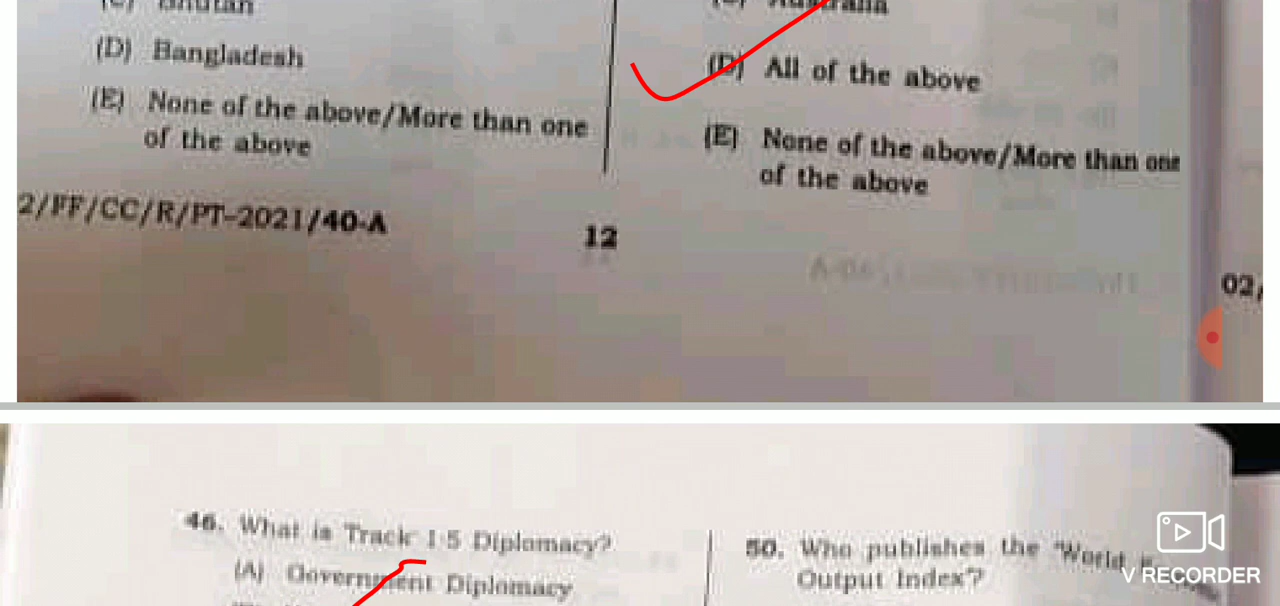 (C) Bhutan
(D) Bangladesh
(E) None of the above/More than one
of the above
2/FF/CC/R/PT-2021/40-A
(D) All of the above
(E) None of the above/More than one
of the above
12
02/
46. What is Track 1·5 Diplomacy?
(A) Government Diplomacy
50. Who publishes the "World
Output Index"?
V RECORDER